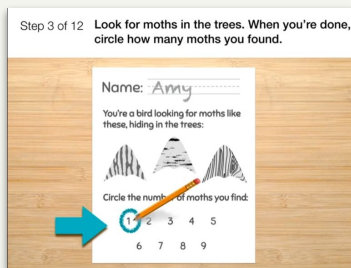 Step 3 of 12 Look for moths in the trees. When you're done,
circle how many moths you found.
Name: Amy
You're a bird looking for moths like
these, hiding in the trees:
Circle the number of moths you find:
1 2 3 4 5
6 7 8 9